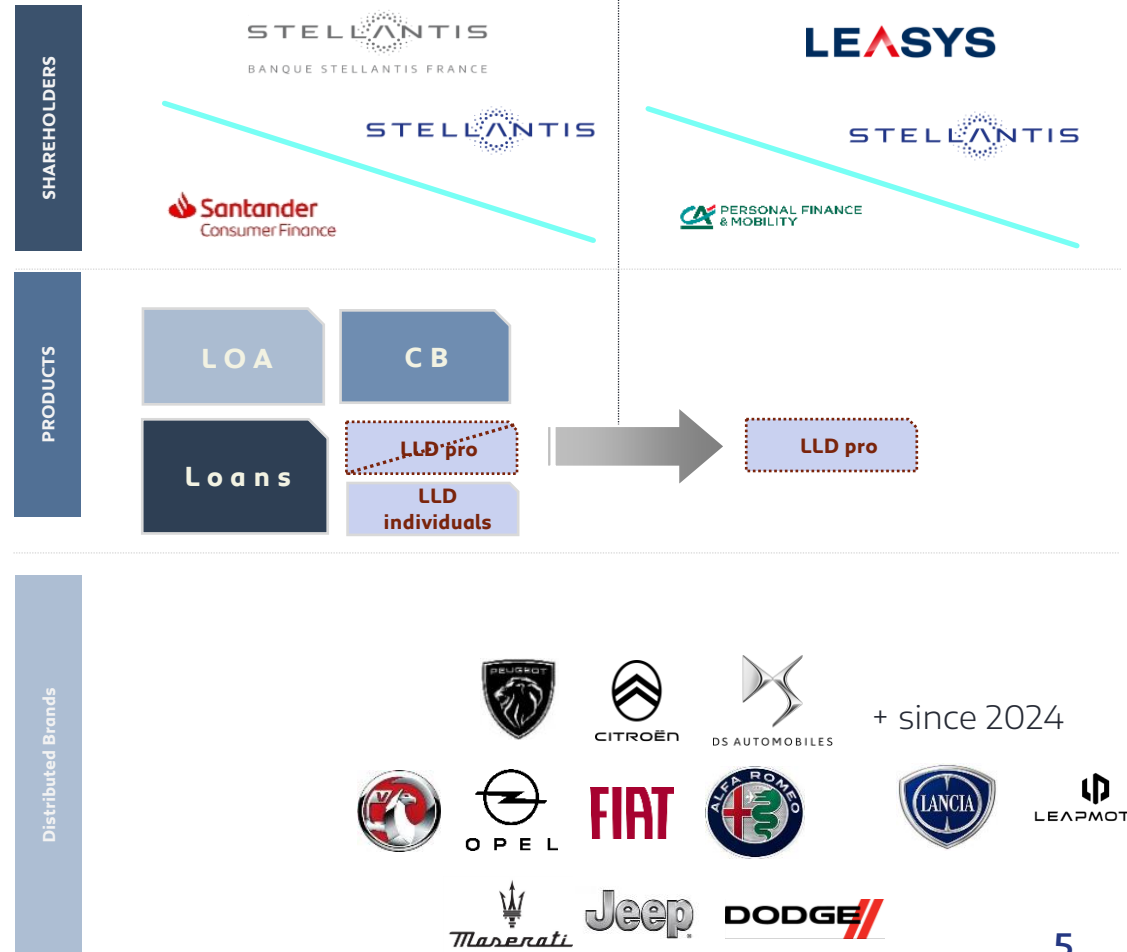 SHAREHOLDERS
STELLANTIS
BANQUE STELLANTIS FRANCE
STELLANTIS
Santander
Consumer Finance
LEASYS
STELLANTIS
CA PERSONAL FINANCE
& MOBILITY
PRODUCTS
LOA
CB
Loans
LLD pro
LLD
individuals
LLD pro
Distributed Brands
PEUGEOT
CITROËN
DS AUTOMOBILES
+ since 2024
V
OPEL
FIAT
ALFA ROMEO
LANCIA
LEAPMOT
Maserati
Jeep
DODGE
5